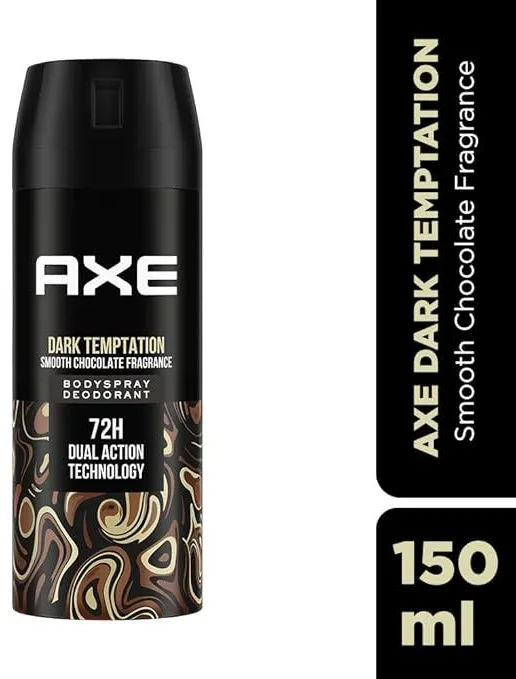 AXE
DARK TEMPTATION
SMOOTH CHOCOLATE FRAGRANCE
BODYSPRAY
DEODORANT
72H
DUAL ACTION
TECHNOLOGY
AXE DARK TEMPTATION
Smooth Chocolate Fragrance
150
ml